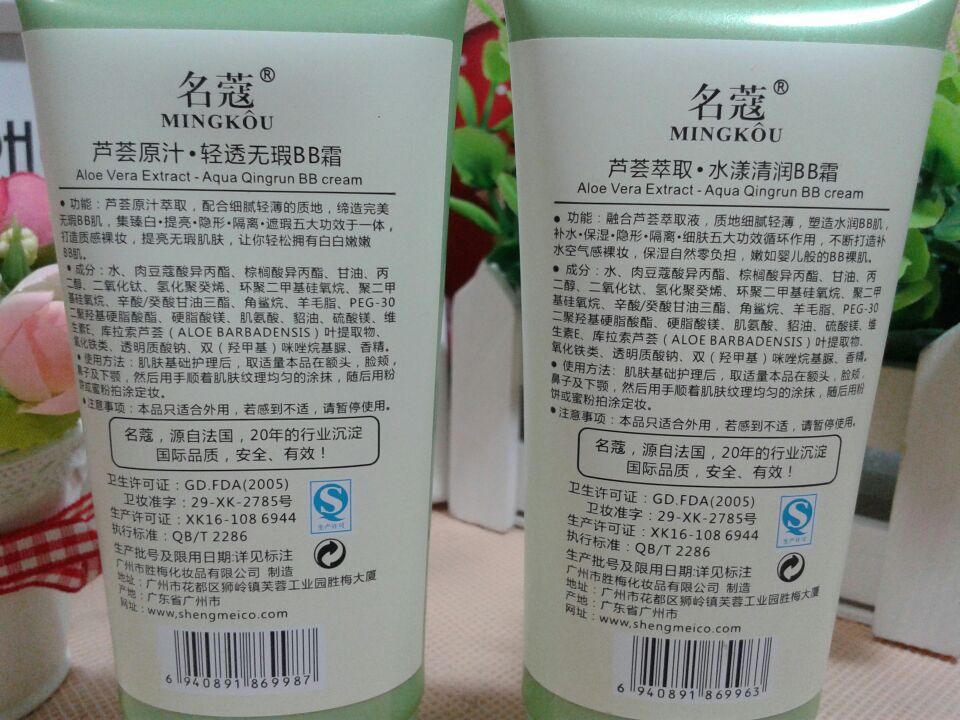 名蔻®
MINGKÔU
芦荟原汁·轻透无瑕BB霜
Aloe Vera Extract - Aqua Qingrun BB cream
• 功能：芦荟原汁萃取，配合细腻轻薄的质地，缔造完美
无瑕BB肌，集臻白·提亮·隐形·隔离·遮瑕五大功效于一体，
打造质感裸妆，提亮无瑕肌肤，让你轻松拥有白白嫩嫩
BB肌。
• 成分：水、肉豆蔻酸异丙酯、棕榈酸异丙酯、甘油、丙
二醇、二氧化钛、氢化聚癸烯、环聚二甲基硅氧烷、聚二甲
基硅氧烷、辛酸/癸酸甘油三酯、角鲨烷、羊毛脂、PEG-30
二聚羟基硬脂酸酯、硬脂酸镁、肌氨酸、貂油、硫酸镁、维
生素E、库拉索芦荟（ALOE BARBADENSIS）叶提取物、
氧化铁类、透明质酸钠、双（羟甲基）咪唑烷基脲、香精。
• 使用方法：肌肤基础护理后，取适量本品在额头，脸颊，
鼻子及下颚，然后用手顺着肌肤纹理均匀的涂抹，随后用粉
饼或蜜粉拍涂定妆。
• 注意事项：本品只适合外用，若感到不适，请暂停使用。
名蔻，源自法国，20年的行业沉淀
国际品质，安全、有效！
卫生许可证：GD.FDA(2005)
卫妆准字：29-XK-2785号
生产许可证：XK16-108 6944
执行标准：QB/T 2286
生产许可
生产批号及限用日期:详见标注
广州市胜梅化妆品有限公司 制造
地址：广州市花都区狮岭镇芙蓉工业园胜梅大厦
产地：广东省广州市
网址：www.shengmeico.com
6 940891 869987
名蔻®
MINGKÔU
芦荟萃取·水漾清润BB霜
Aloe Vera Extract - Aqua Qingrun BB cream
• 功能：融合芦荟萃取液，质地细腻轻薄，塑造水润BB肌，
补水·保湿·隐形·隔离·细肤五大功效循环作用，不断打造补
水空气感裸妆，保湿自然零负担，嫩如婴儿般的BB裸肌。
• 成分：水、肉豆蔻酸异丙酯、棕榈酸异丙酯、甘油、丙
二醇、二氧化钛、氢化聚癸烯、环聚二甲基硅氧烷、聚二甲
基硅氧烷、辛酸/癸酸甘油三酯、角鲨烷、羊毛脂、PEG-30
二聚羟基硬脂酸酯、硬脂酸镁、肌氨酸、貂油、硫酸镁、维
生素E、库拉索芦荟（ALOE BARBADENSIS）叶提取物、
氧化铁类、透明质酸钠、双（羟甲基）咪唑烷基脲、香精。
• 使用方法：肌肤基础护理后，取适量本品在额头，脸颊，
鼻子及下颚，然后用手顺着肌肤纹理均匀的涂抹，随后用粉
饼或蜜粉拍涂定妆。
• 注意事项：本品只适合外用，若感到不适，请暂停使用。
名蔻，源自法国，20年的行业沉淀
国际品质，安全、有效！
卫生许可证：GD.FDA(2005)
卫妆准字：29-XK-2785号
生产许可证：XK16-108 6944
执行标准：QB/T 2286
生产许可
生产批号及限用日期:详见标注
广州市胜梅化妆品有限公司 制造
地址：广州市花都区狮岭镇芙蓉工业园胜梅大厦
产地：广东省广州市
网址：www.shengmeico.com
6 940891 869963